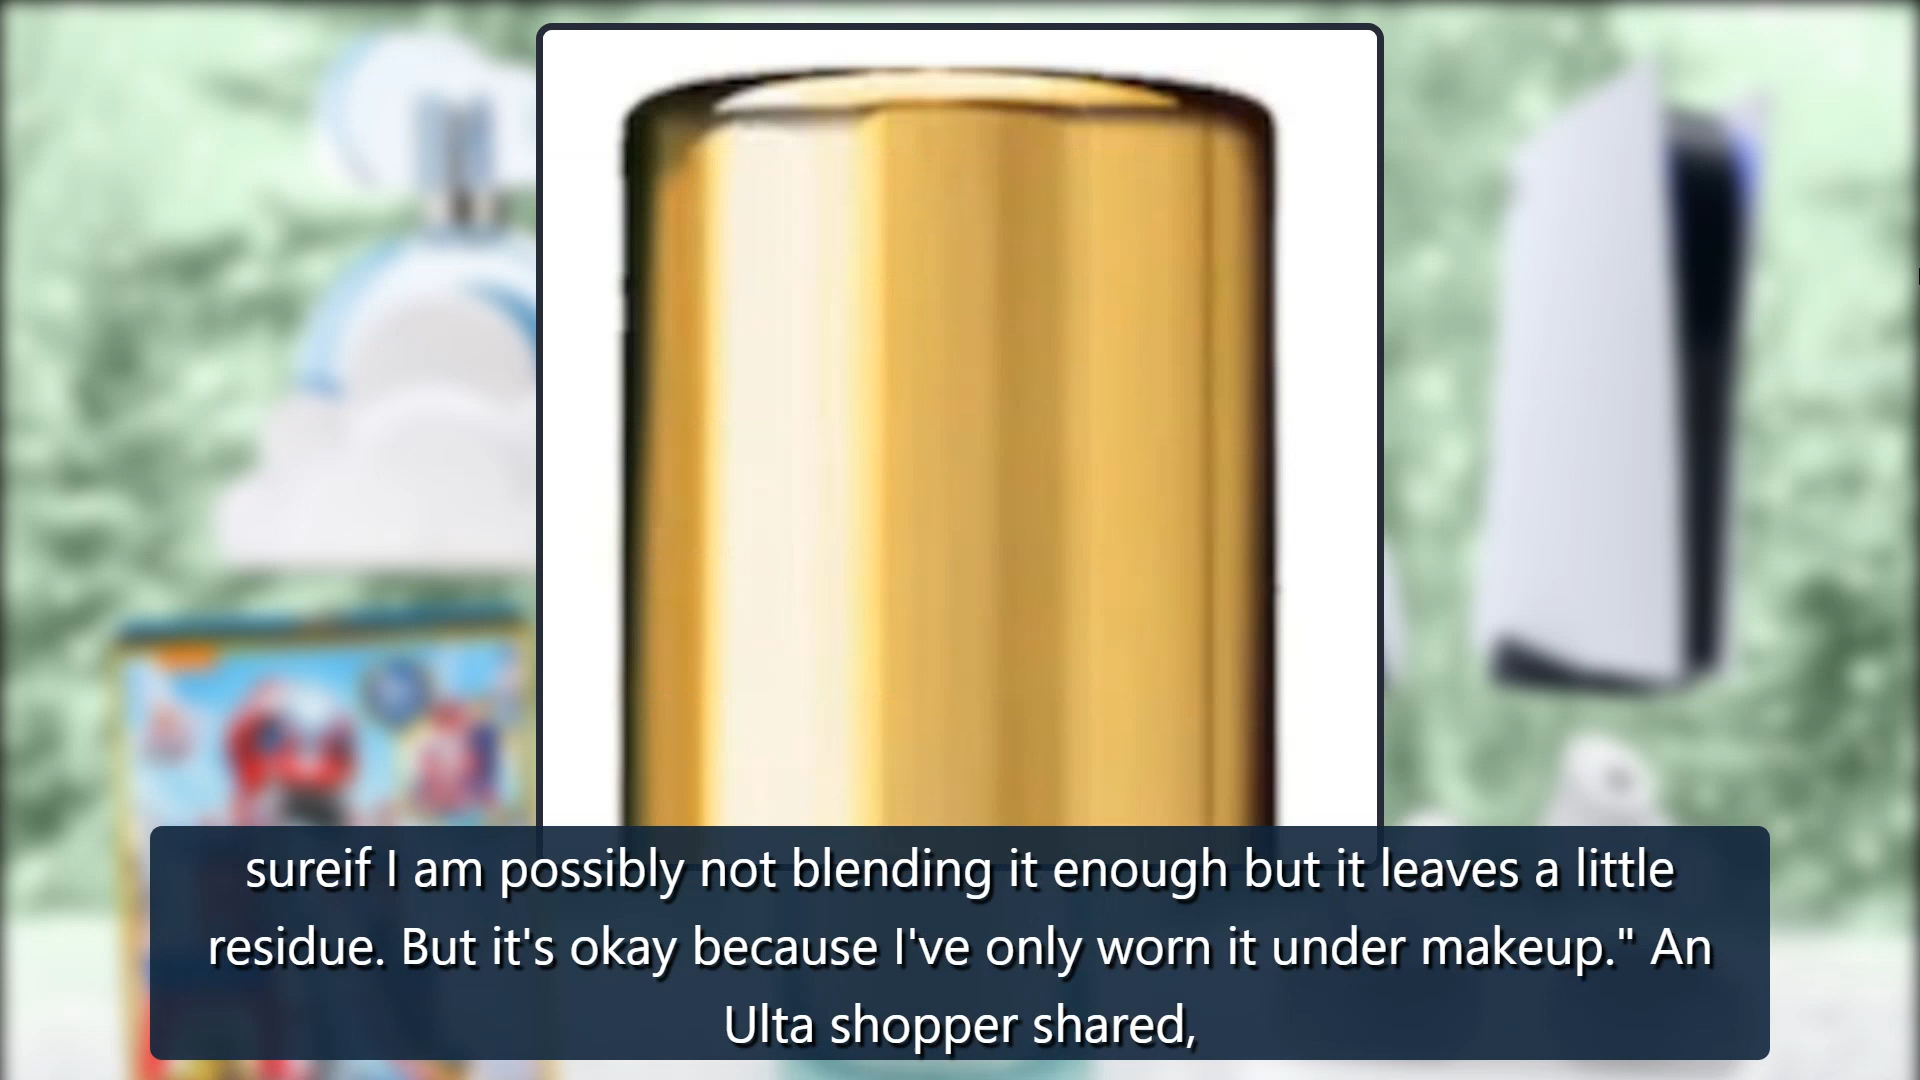 sureif I am possibly not blending it enough but it leaves a little
residue. But it's okay because I've only worn it under makeup." An
Ulta shopper shared,